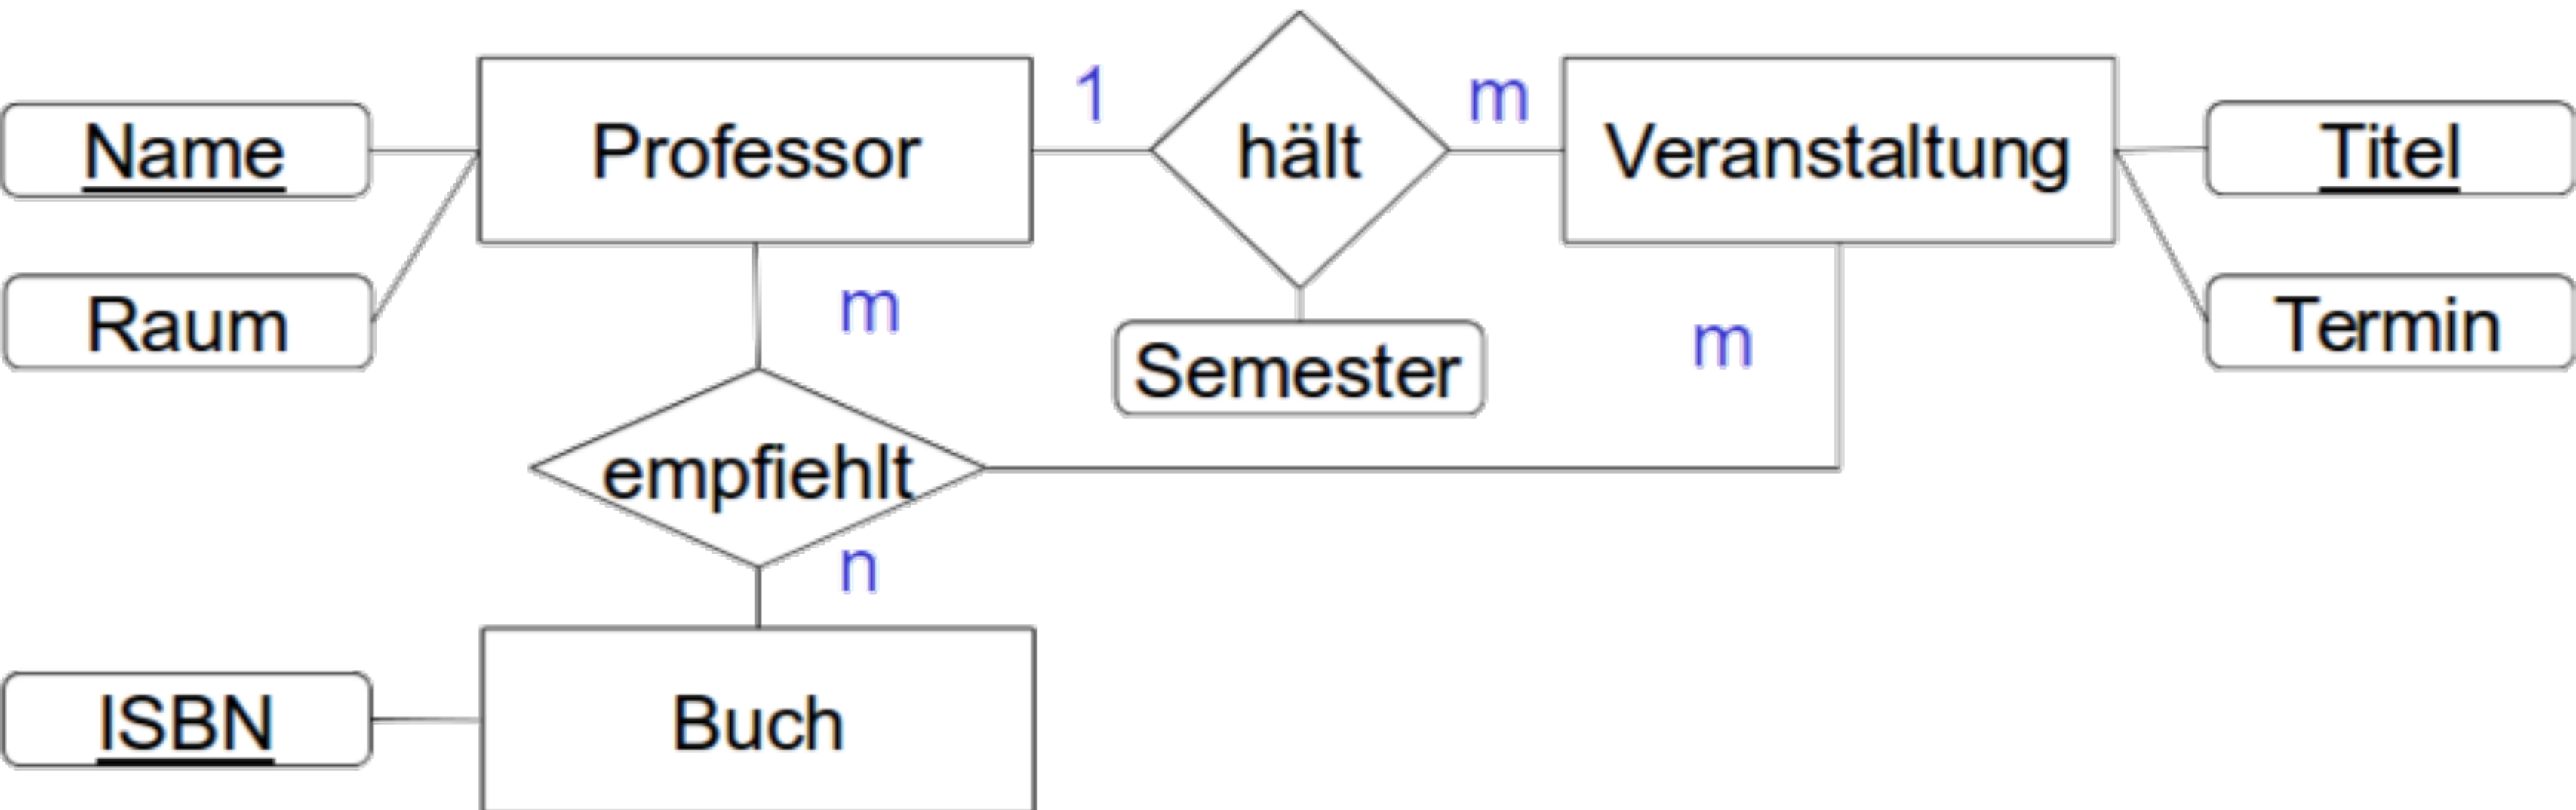 1
m
Name
Professor
hält
Veranstaltung
Titel
Raum
m
Semester
m
Termin
empfiehlt
n
ISBN
Buch